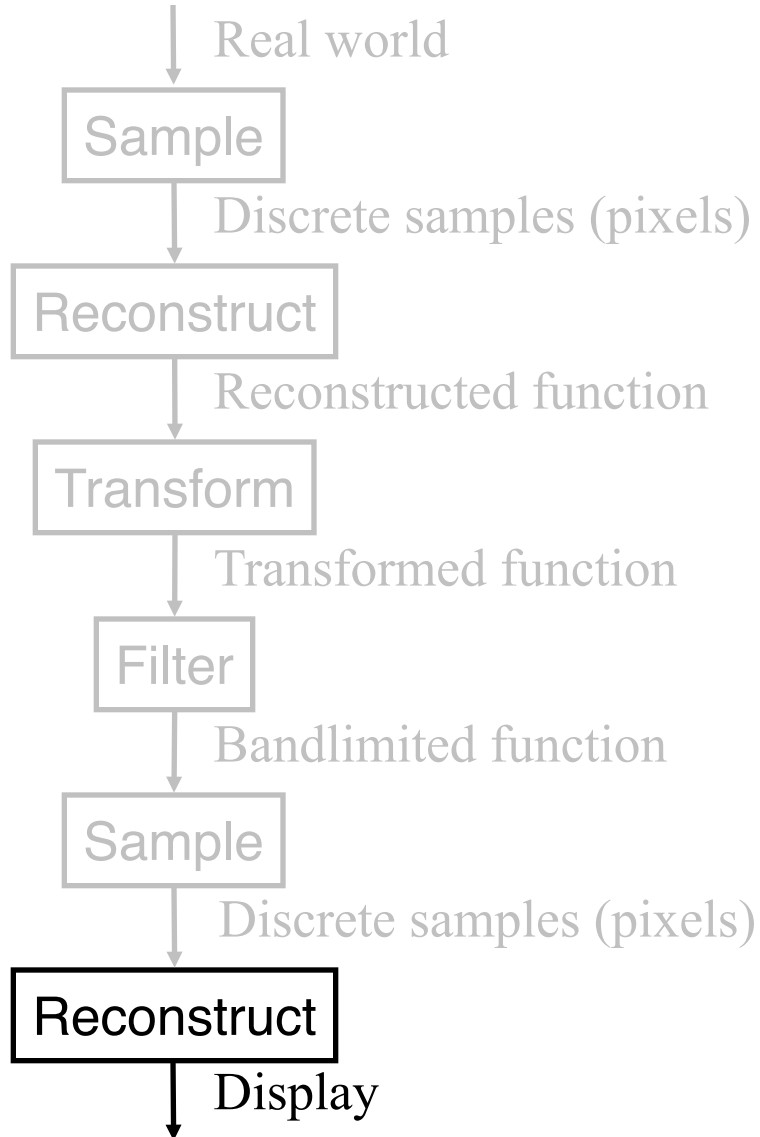 Real world
Sample
Discrete samples (pixels)
Reconstruct
Reconstructed function
Transform
Transformed function
Filter
Bandlimited function
Sample
Discrete samples (pixels)
Reconstruct
Display